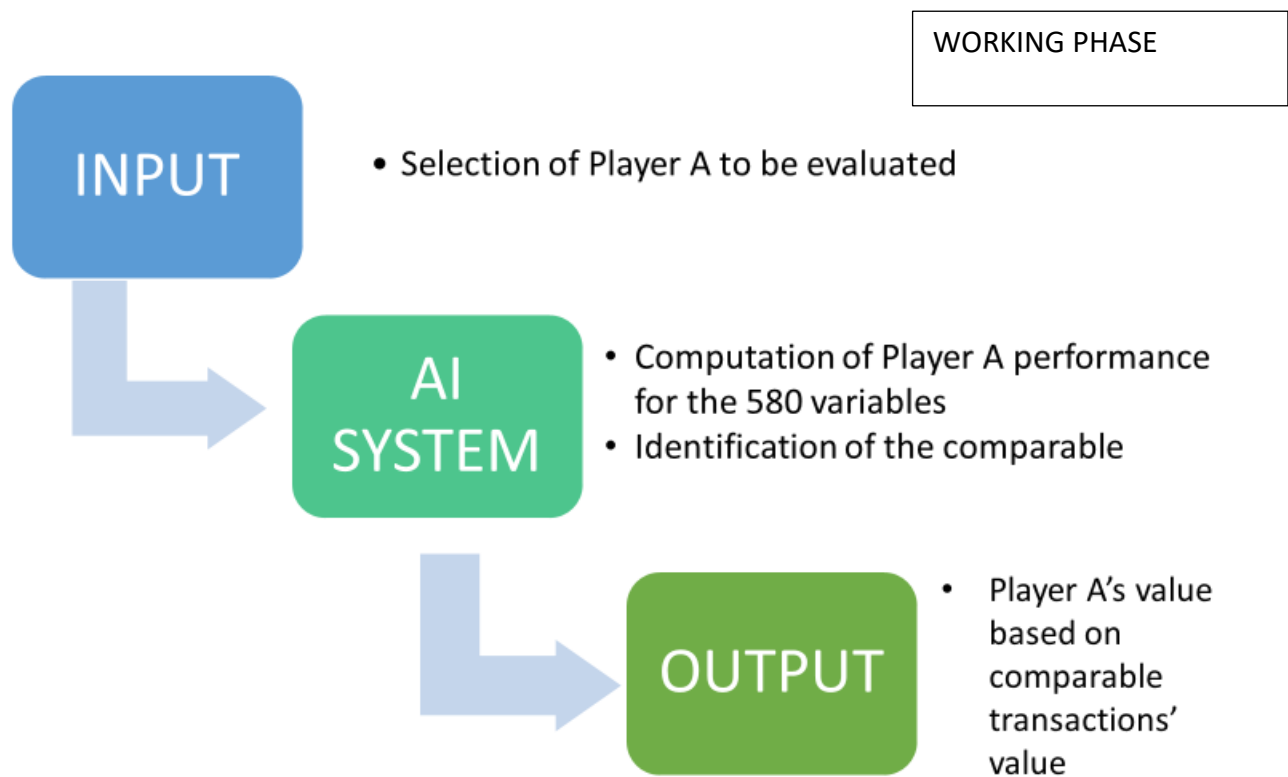 WORKING PHASE
INPUT
• Selection of Player A to be evaluated
AI
SYSTEM
• Computation of Player A performance
for the 580 variables
• Identification of the comparable
OUTPUT
• Player A’s value
based on
comparable
transactions’
value